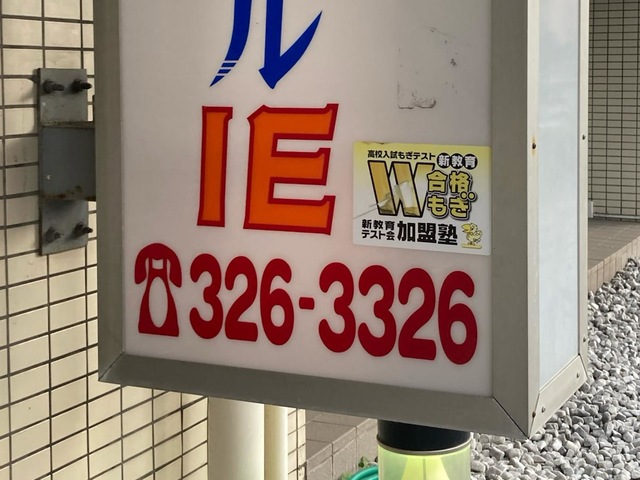 ル
IE
高校入試もぎテスト 新教育
W合格もぎ
新教育
テスト会 加盟塾
☎326-3326